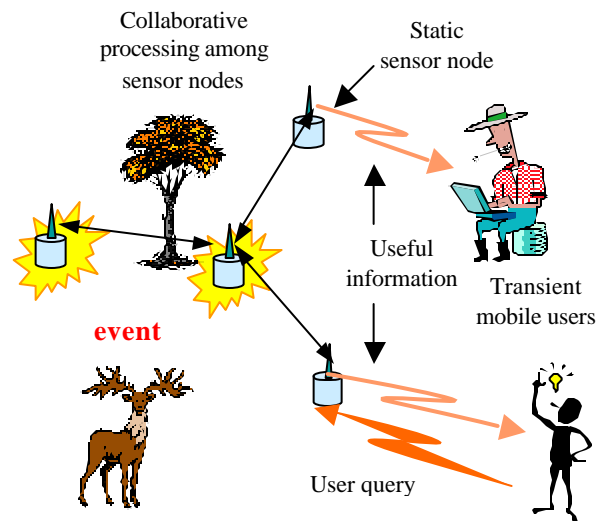 Collaborative
processing among
sensor nodes
Static
sensor node
Useful
information
Transient
mobile users
event
User query